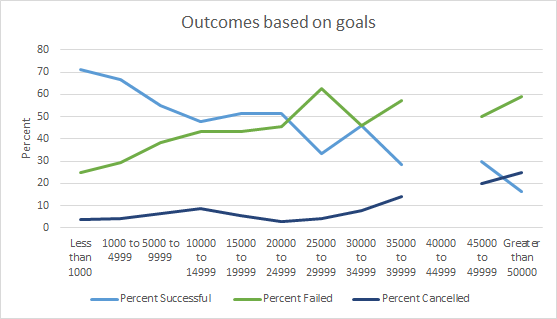 Outcomes based on goals
80
70
60
50
40
30
20
10
0
Percent
Less than 1000
1000 to 4999
5000 to 9999
10000 to 14999
15000 to 19999
20000 to 24999
25000 to 29999
30000 to 34999
35000 to 39999
40000 to 44999
45000 to 49999
Greater than 50000
Percent Successful
Percent Failed
Percent Cancelled